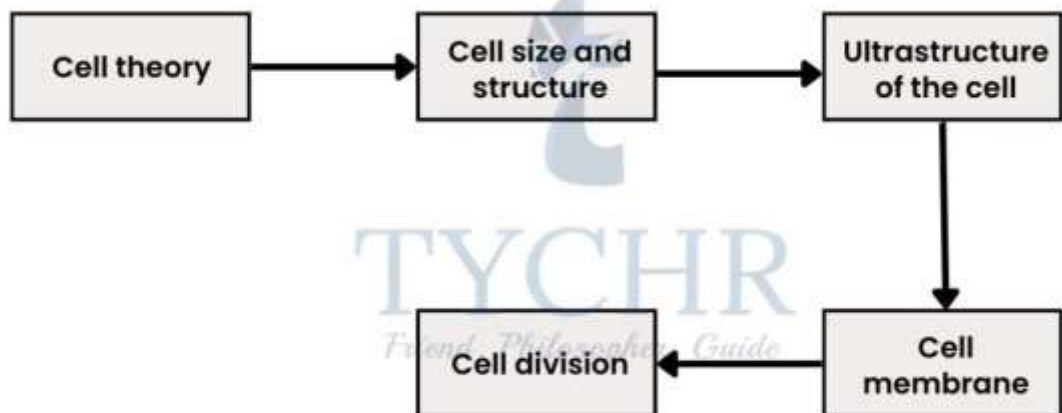 Cell theory
Cell size and
structure
Ultrastructure
of the cell
TYCHR
Friend, Philosopher, Guide
Cell division
Cell
membrane